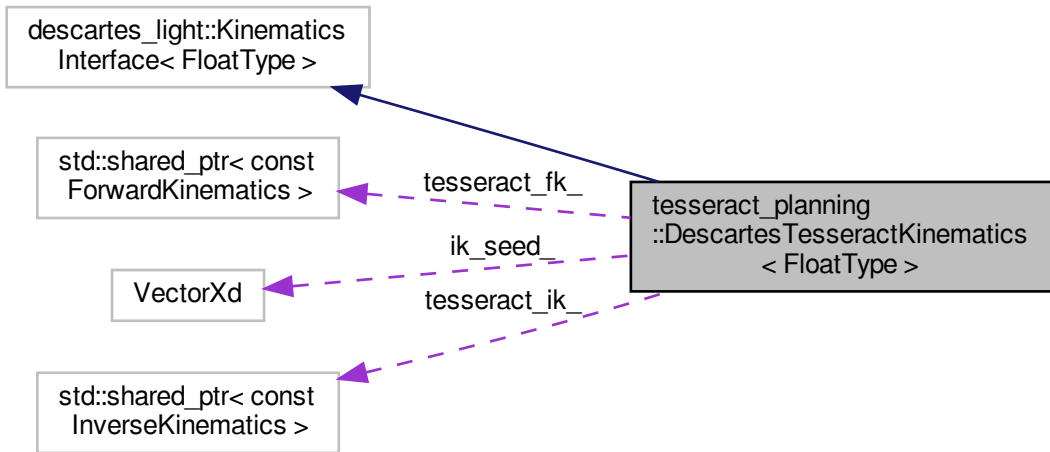 descartes_light::Kinematics
Interface< FloatType >
std::shared_ptr< const
ForwardKinematics >
tesseract_fk_
tesseract_planning
::DescartesTesseractKinematics
< FloatType >
ik_seed_
VectorXd
tesseract_ik_
std::shared_ptr< const
InverseKinematics >